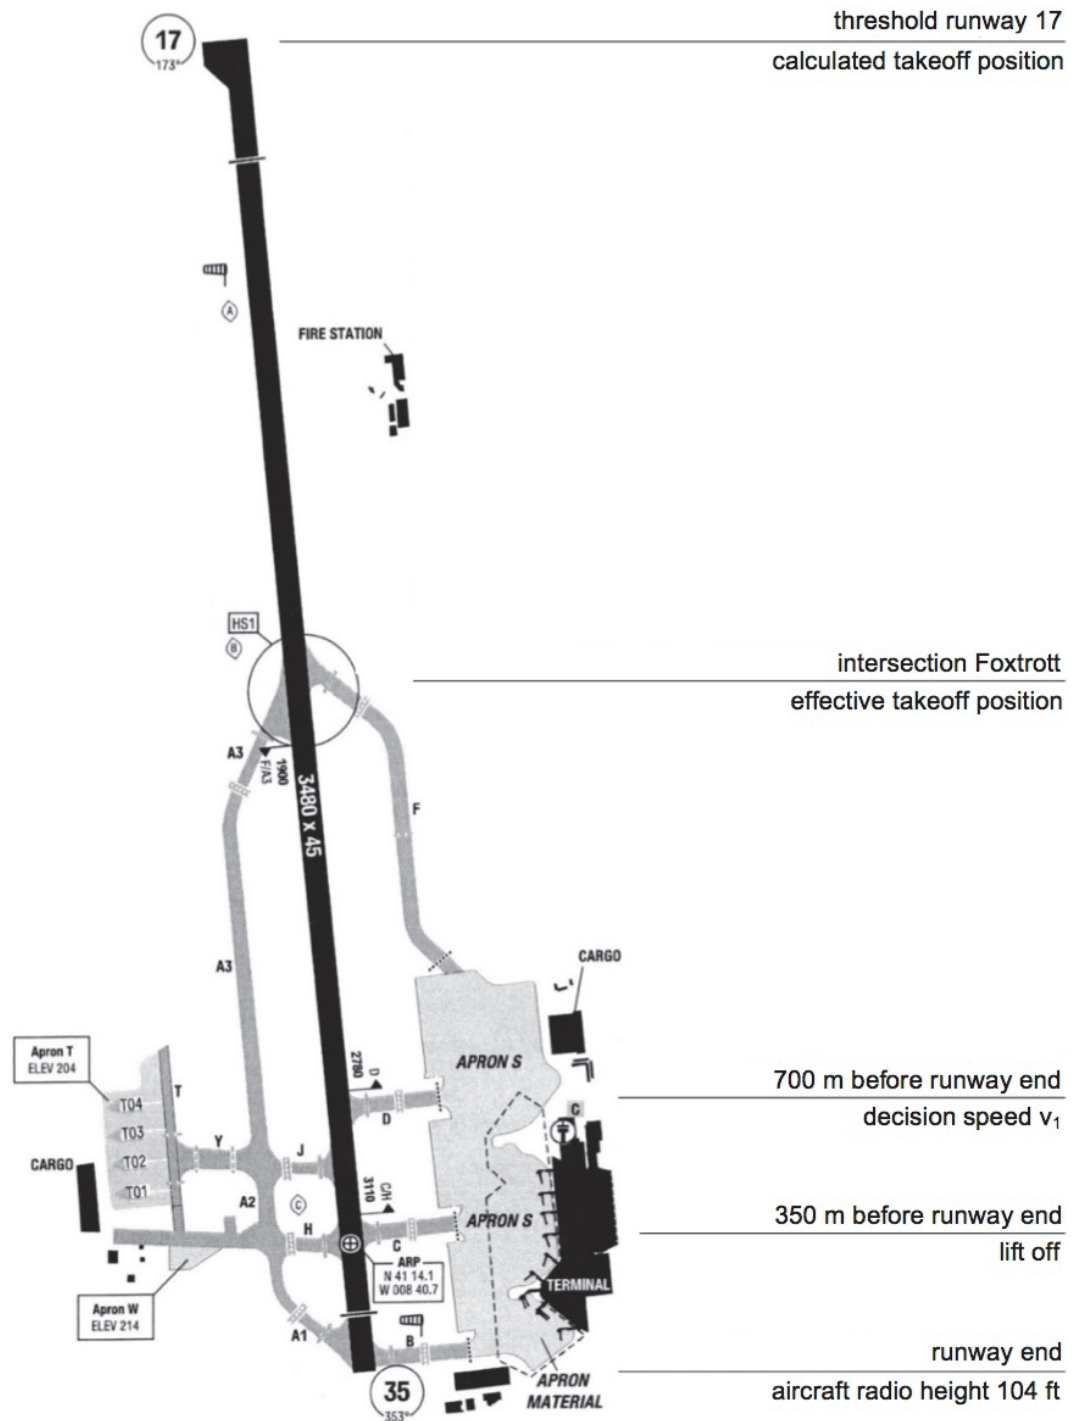 17
173°
threshold runway 17
calculated takeoff position
A
FIRE STATION
HS1
B
intersection Foxtrott
effective takeoff position
A3
F/A3
1900
3480 x 45
F
A3
CARGO
APRON S
2780
D
Apron T
ELEV 204
T
T04
T03
T02
T01
D
G
700 m before runway end
decision speed v₁
Y
J
CARGO
A2
C
3110
C/H
H
C
APRON S
350 m before runway end
lift off
ARP
N 41 14.1
W 008 40.7
TERMINAL
Apron W
ELEV 214
A1
B
35
353°
APRON
MATERIAL
runway end
aircraft radio height 104 ft